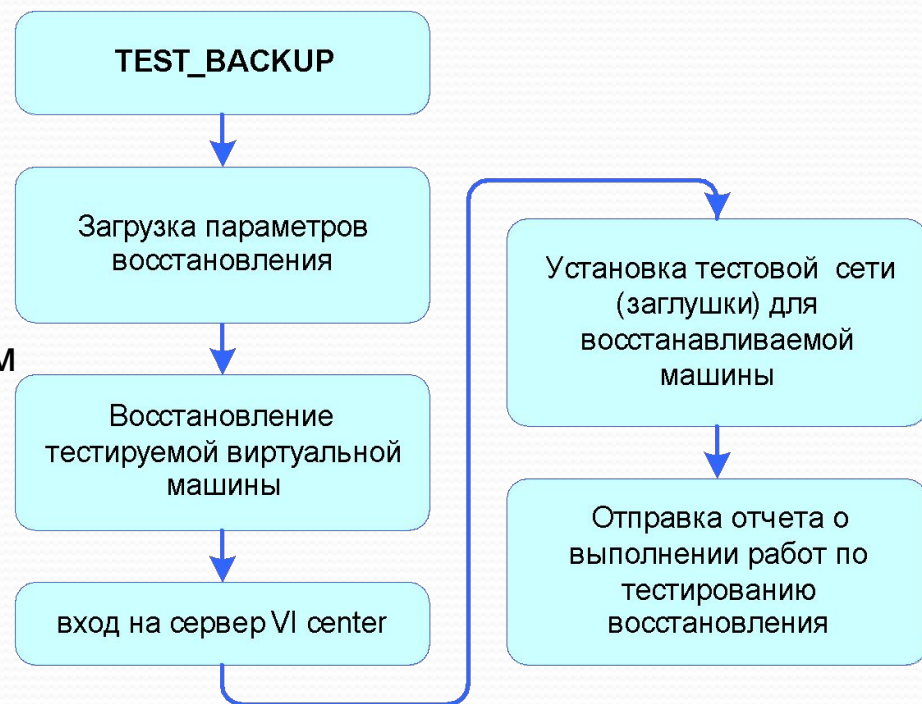 TEST_BACKUP
Загрузка параметров
восстановления
м
Восстановление
тестируемой виртуальной
машины
вход на сервер VI center
Установка тестовой сети
(заглушки) для
восстанавливаемой
машины
Отправка отчета о
выполнении работ по
тестированию
восстановления